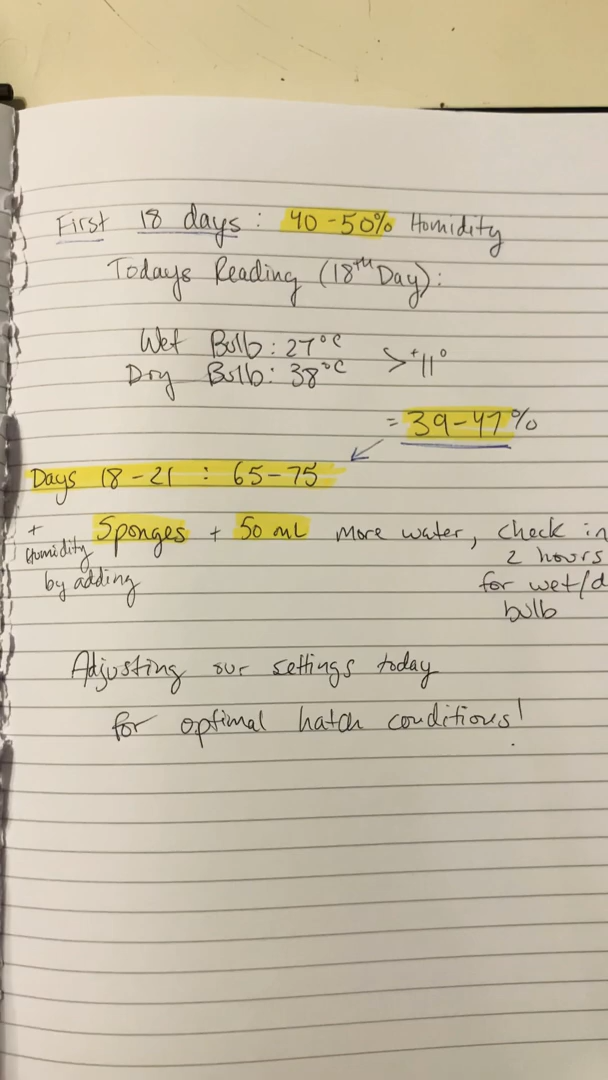 First 18 days: 40-50% Humidity
Todays Reading (18th Day):
Wet Bulb: 27°C
Dry Bulb: 38°C > +11°
= 39-47%
Days 18-21 : 65-75
+ Humidity by adding Sponges + 50 mL more water, check in 2 hours for wet/d bulb
Adjusting our settings today
for optimal hatch conditions!